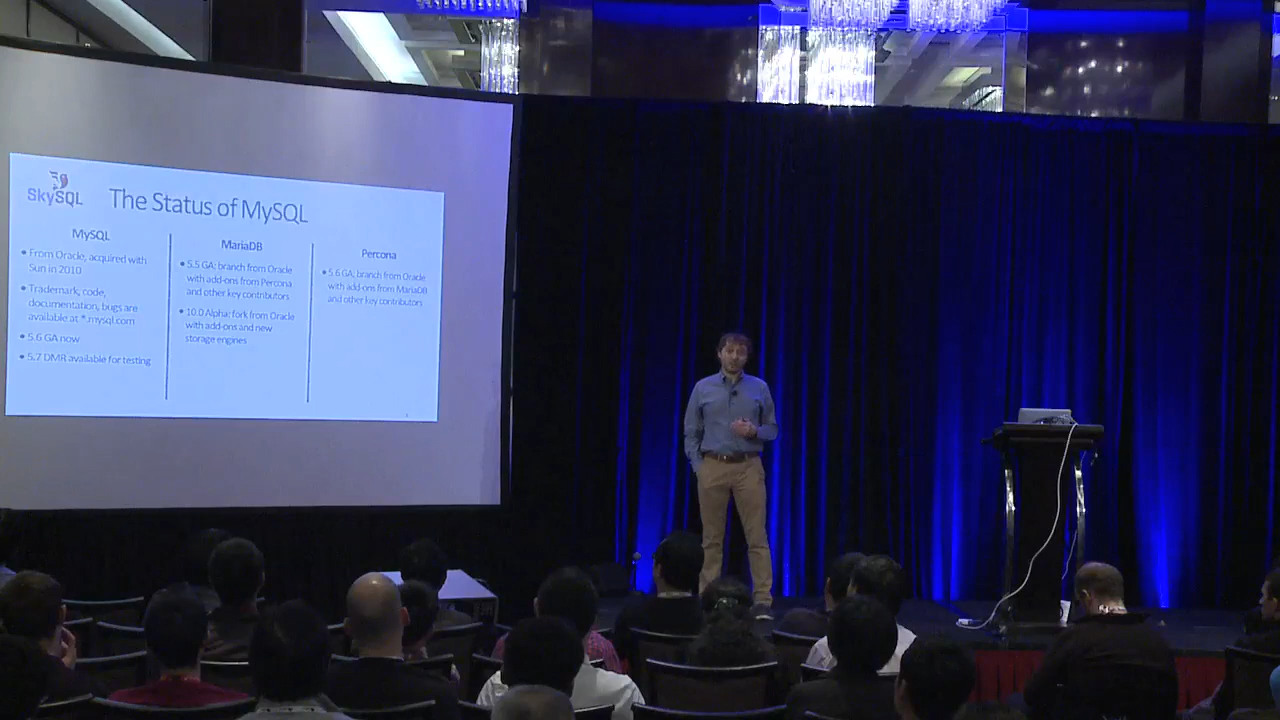 SkySQL
The Status of MySQL
MySQL
• From Oracle, acquired with
Sun in 2010
• Trademark, code,
documentation, bugs are
available at *.mysql.com
• 5.6 GA now
• 5.7 DMR available for testing
MariaDB
• 5.5 GA: branch from Oracle
with add-ons from Percona
and other key contributors
• 10.0 Alpha: fork from Oracle
with add-ons and new
storage engines
Percona
• 5.6 GA: branch from Oracle
with add-ons from MariaDB
and other key contributors